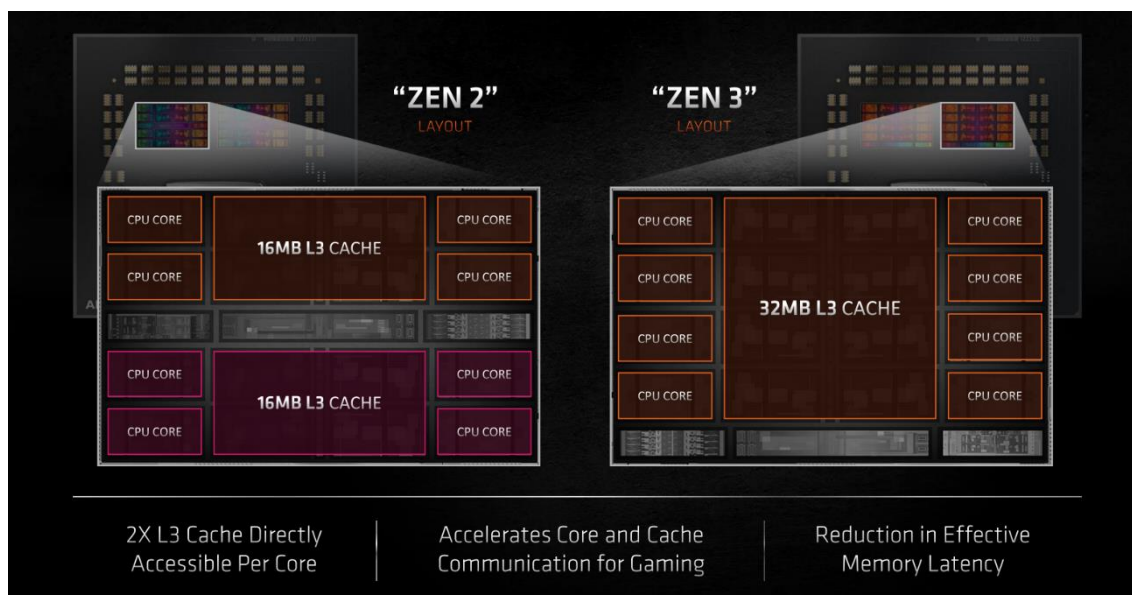 “ZEN 2”
LAYOUT
“ZEN 3”
LAYOUT
CPU CORE
16MB L3 CACHE
CPU CORE
CPU CORE
CPU CORE
CPU CORE
16MB L3 CACHE
CPU CORE
CPU CORE
CPU CORE
CPU CORE
32MB L3 CACHE
CPU CORE
CPU CORE
CPU CORE
CPU CORE
CPU CORE
CPU CORE
CPU CORE
2X L3 Cache Directly
Accessible Per Core
Accelerates Core and Cache
Communication for Gaming
Reduction in Effective
Memory Latency